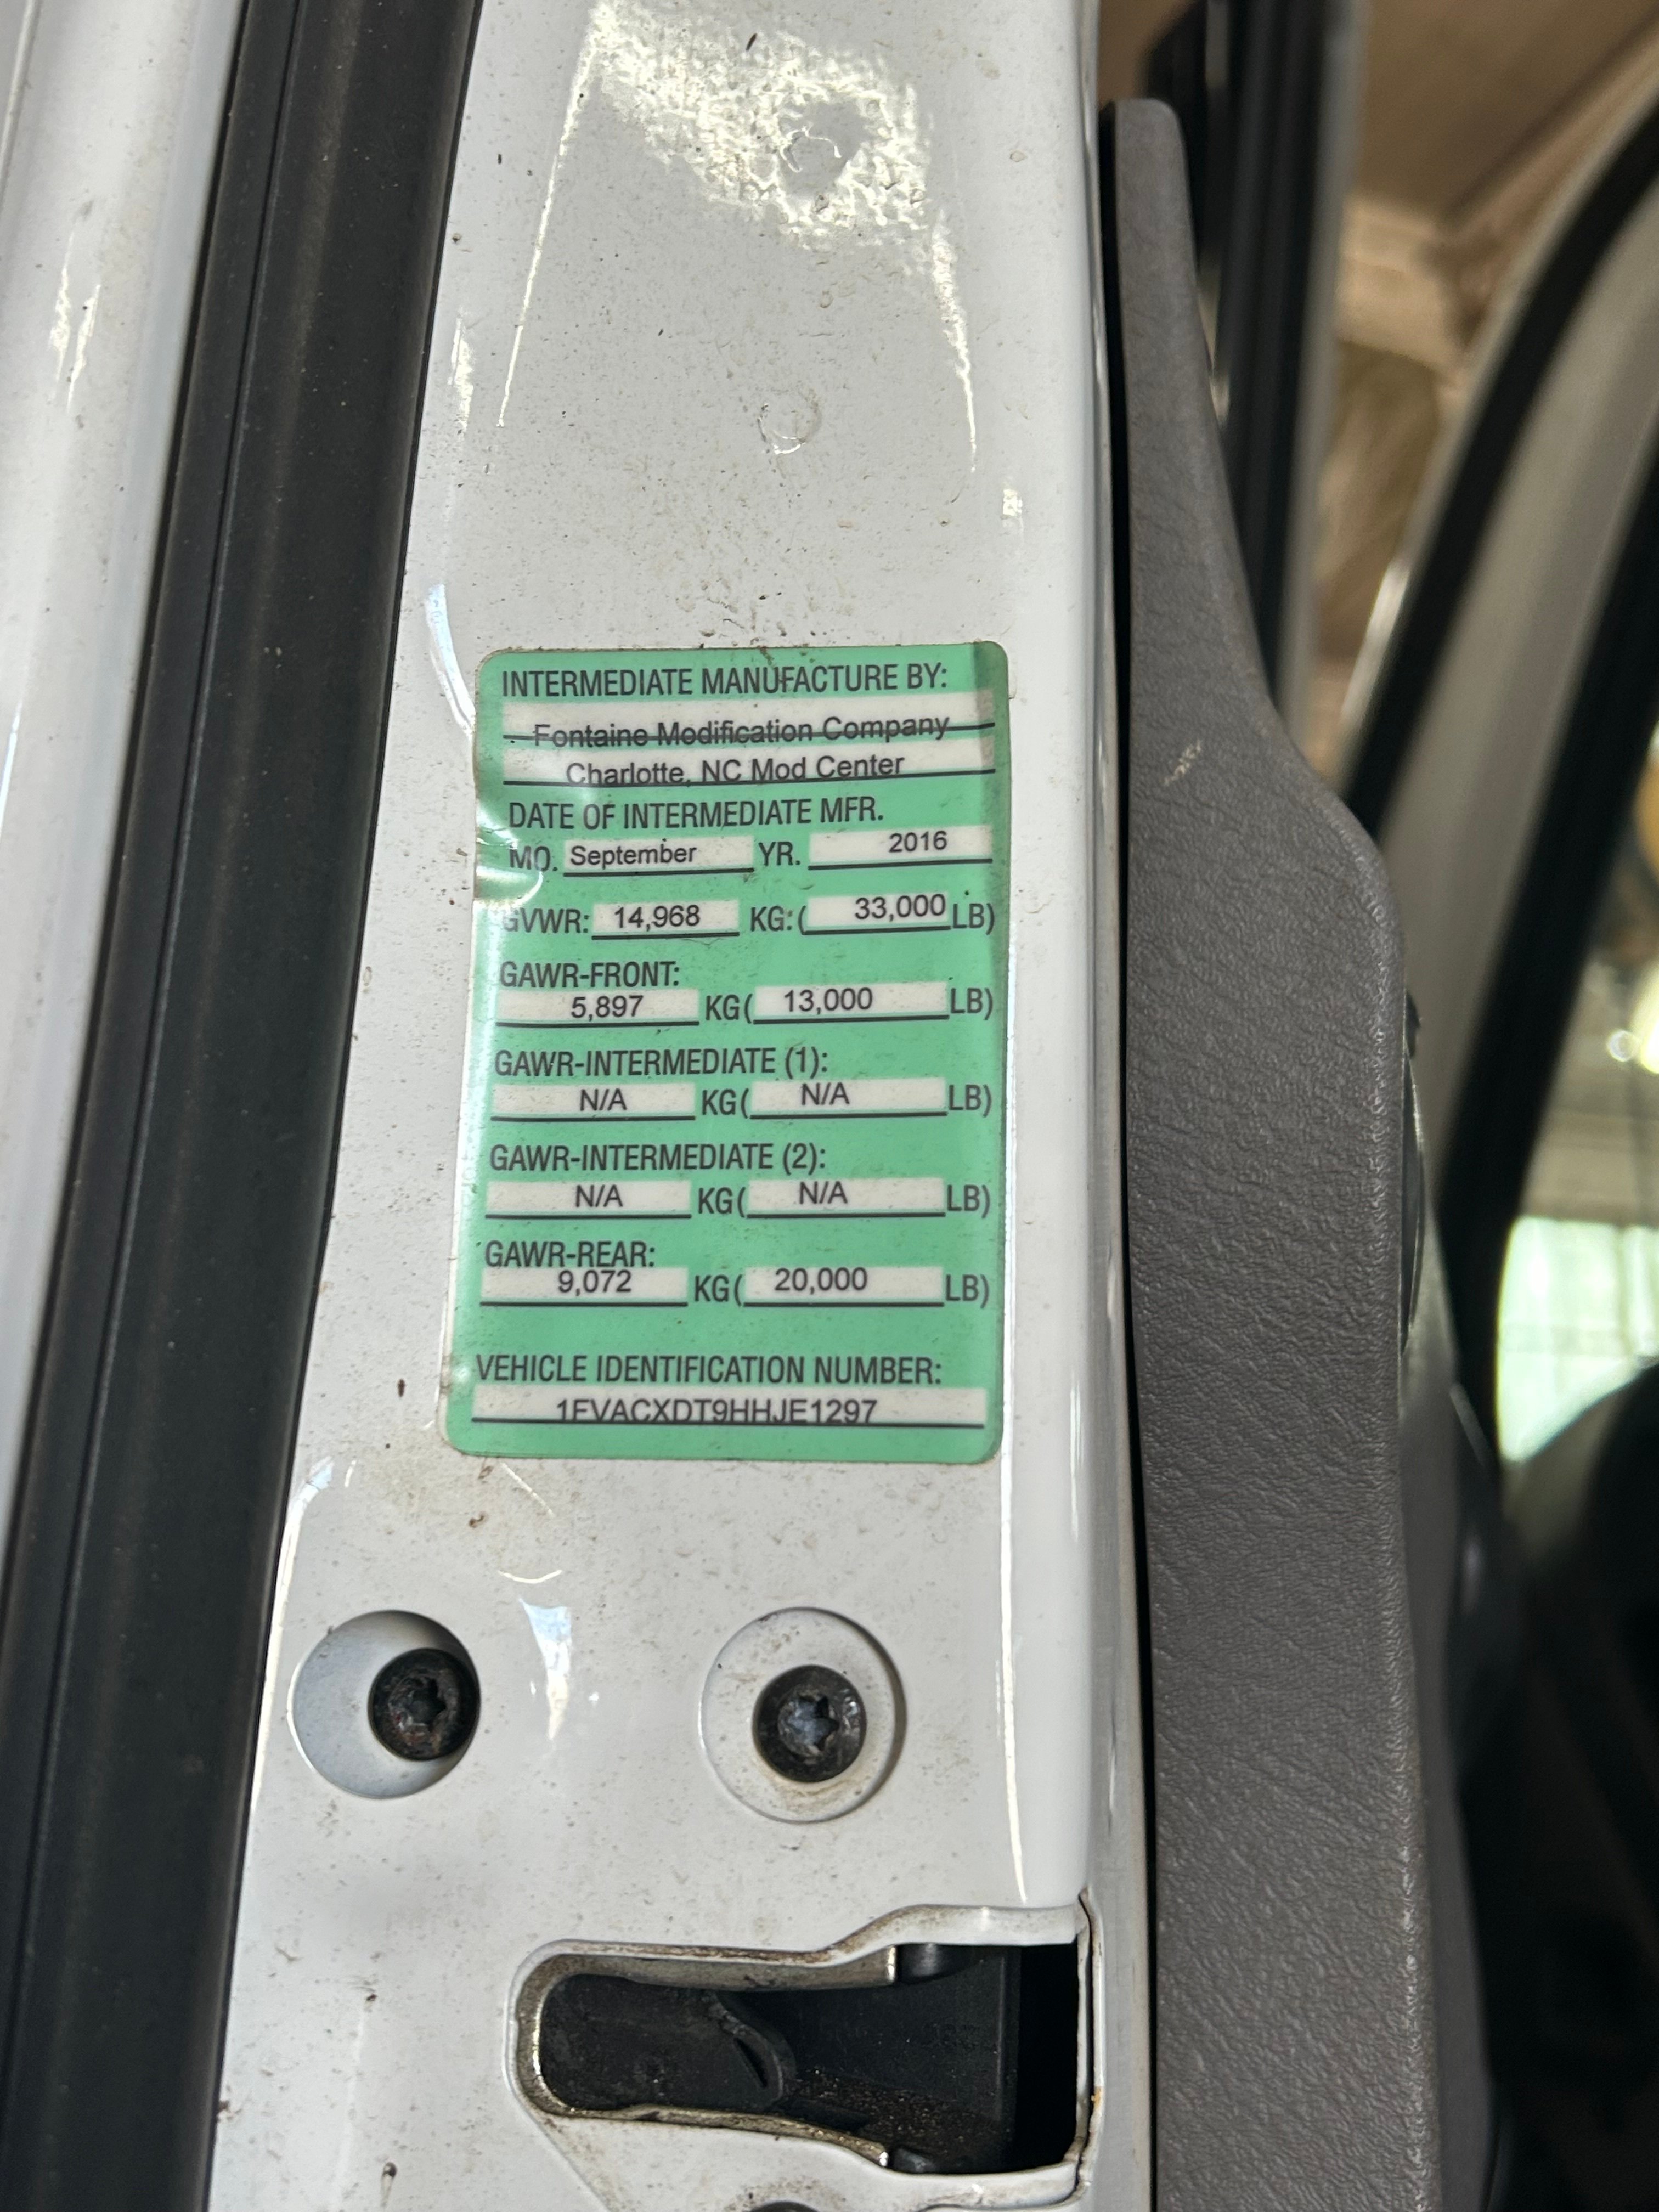 INTERMEDIATE MANUFACTURE BY:
Fontaine Modification Company
Charlotte, NC Mod Center
DATE OF INTERMEDIATE MFR.
MO. September YR. 2016
GVWR: 14,968 KG: ( 33,000 LB)
GAWR-FRONT:
5,897 KG ( 13,000 LB)
GAWR-INTERMEDIATE (1):
N/A KG ( N/A LB)
GAWR-INTERMEDIATE (2):
N/A KG ( N/A LB)
GAWR-REAR:
9,072 KG ( 20,000 LB)
VEHICLE IDENTIFICATION NUMBER:
1FVACXDT9HHJE1297